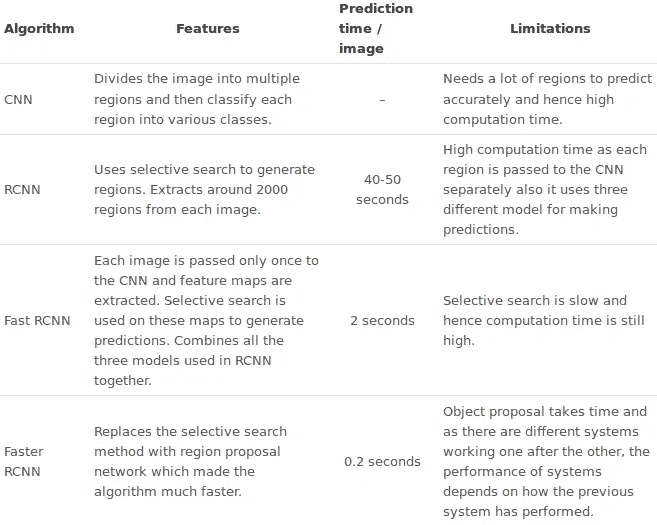 Algorithm Features Prediction time / image Limitations
CNN
Divides the image into multiple
regions and then classify each
region into various classes.
–
Needs a lot of regions to predict
accurately and hence high
computation time.
RCNN
Uses selective search to generate
regions. Extracts around 2000
regions from each image.
40-50
seconds
High computation time as each
region is passed to the CNN
separately also it uses three
different model for making
predictions.
Fast RCNN
Each image is passed only once to
the CNN and feature maps are
extracted. Selective search is
used on these maps to generate
predictions. Combines all the
three models used in RCNN
together.
2 seconds
Selective search is slow and
hence computation time is still
high.
Faster
RCNN
Replaces the selective search
method with region proposal
network which made the
algorithm much faster.
0.2 seconds
Object proposal takes time and
as there are different systems
working one after the other, the
performance of systems
depends on how the previous
system has performed.